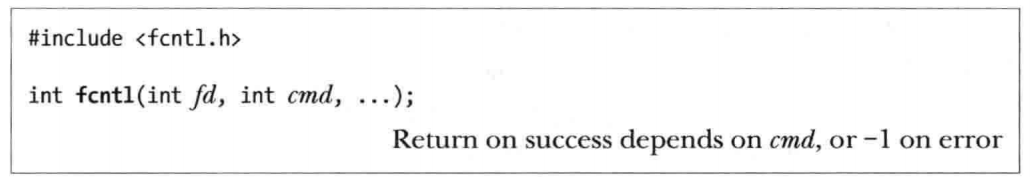 #include <fcntl.h>
int fcntl(int fd, int cmd, ...);
Return on success depends on cmd, or −1 on error